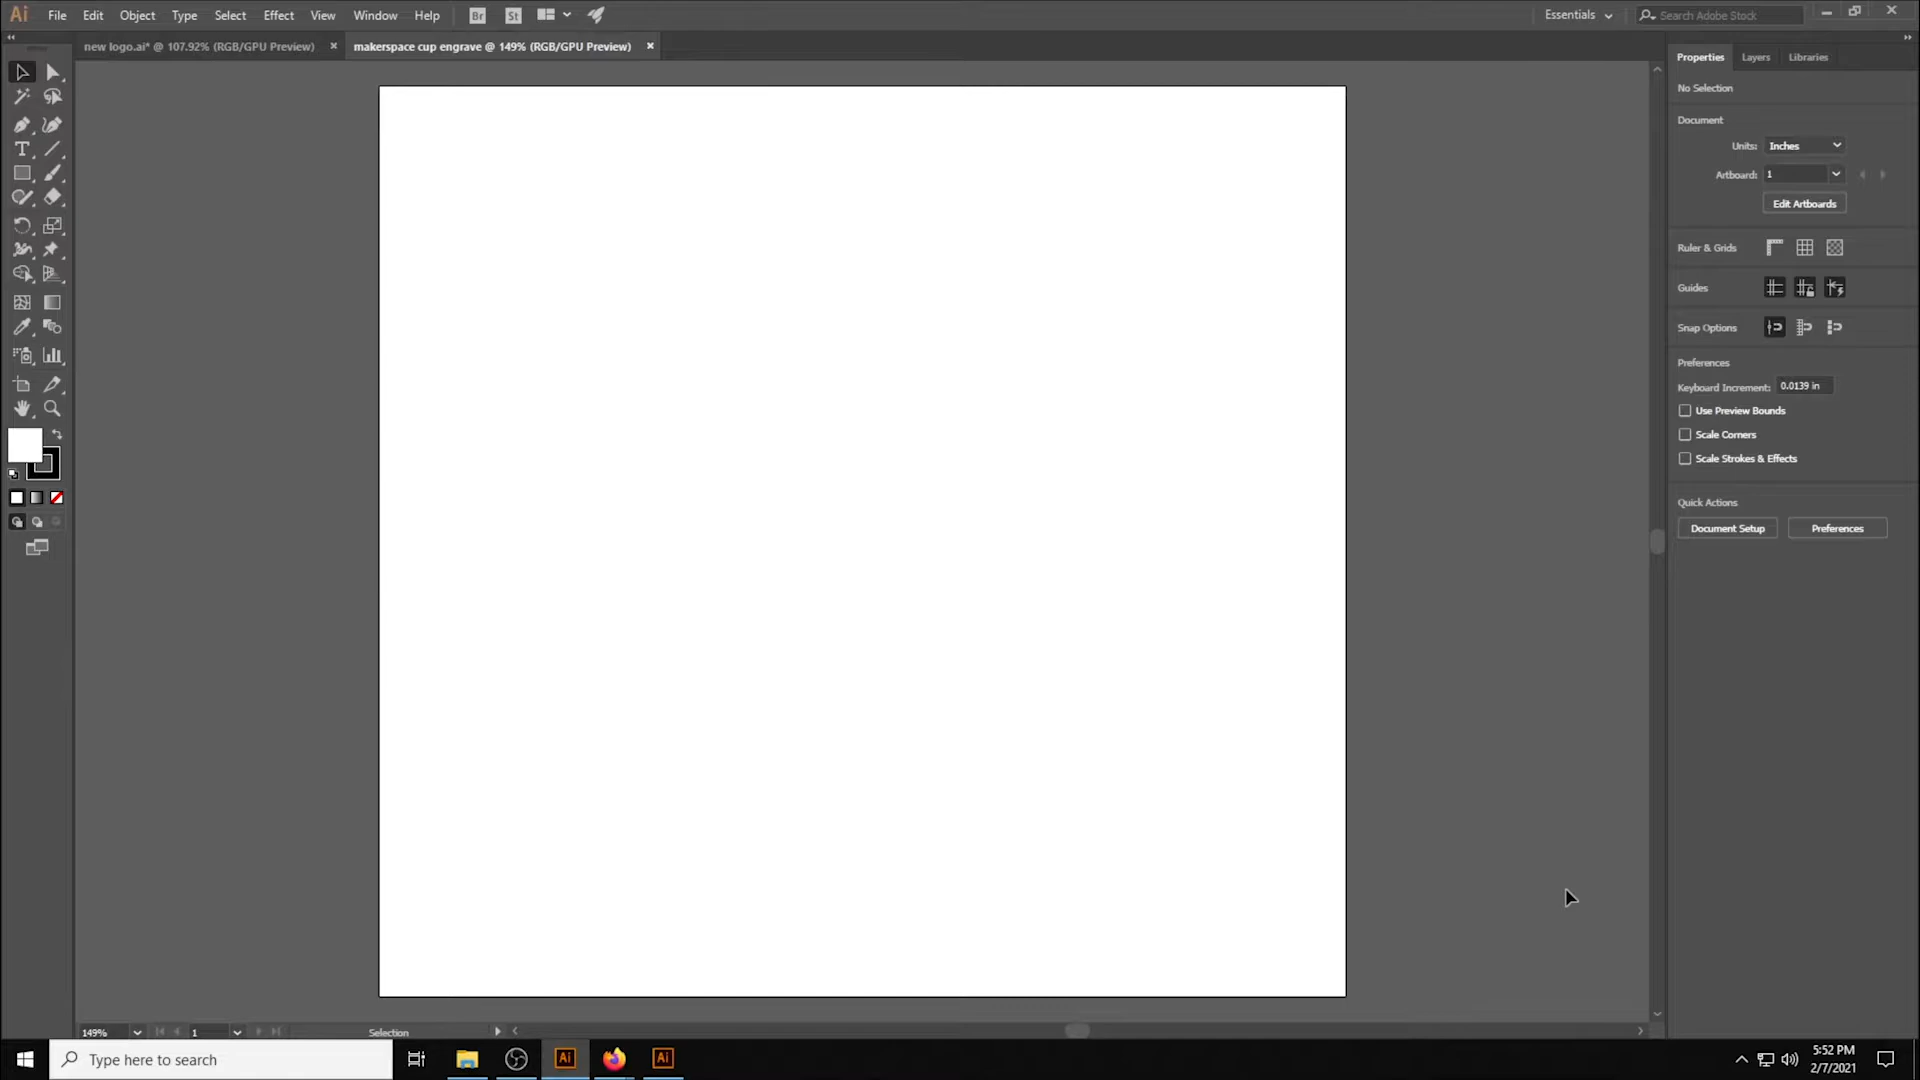 Ai File Edit Object Type Select Effect View Window Help Br St Essentials Search Adobe Stock
new logo.ai* @ 107.92% (RGB/GPU Preview) makerspace cup engrave @ 149% (RGB/GPU Preview)
Properties Layers Libraries
No Selection
Document
Units: Inches
Artboard: 1
Edit Artboards
Ruler & Grids
Guides
Snap Options
Preferences
Keyboard Increment: 0.0139 in
Use Preview Bounds
Scale Corners
Scale Strokes & Effects
Quick Actions
Document Setup Preferences
149% 1 Selection
Type here to search Ai Ai 5:52 PM
2/7/2021